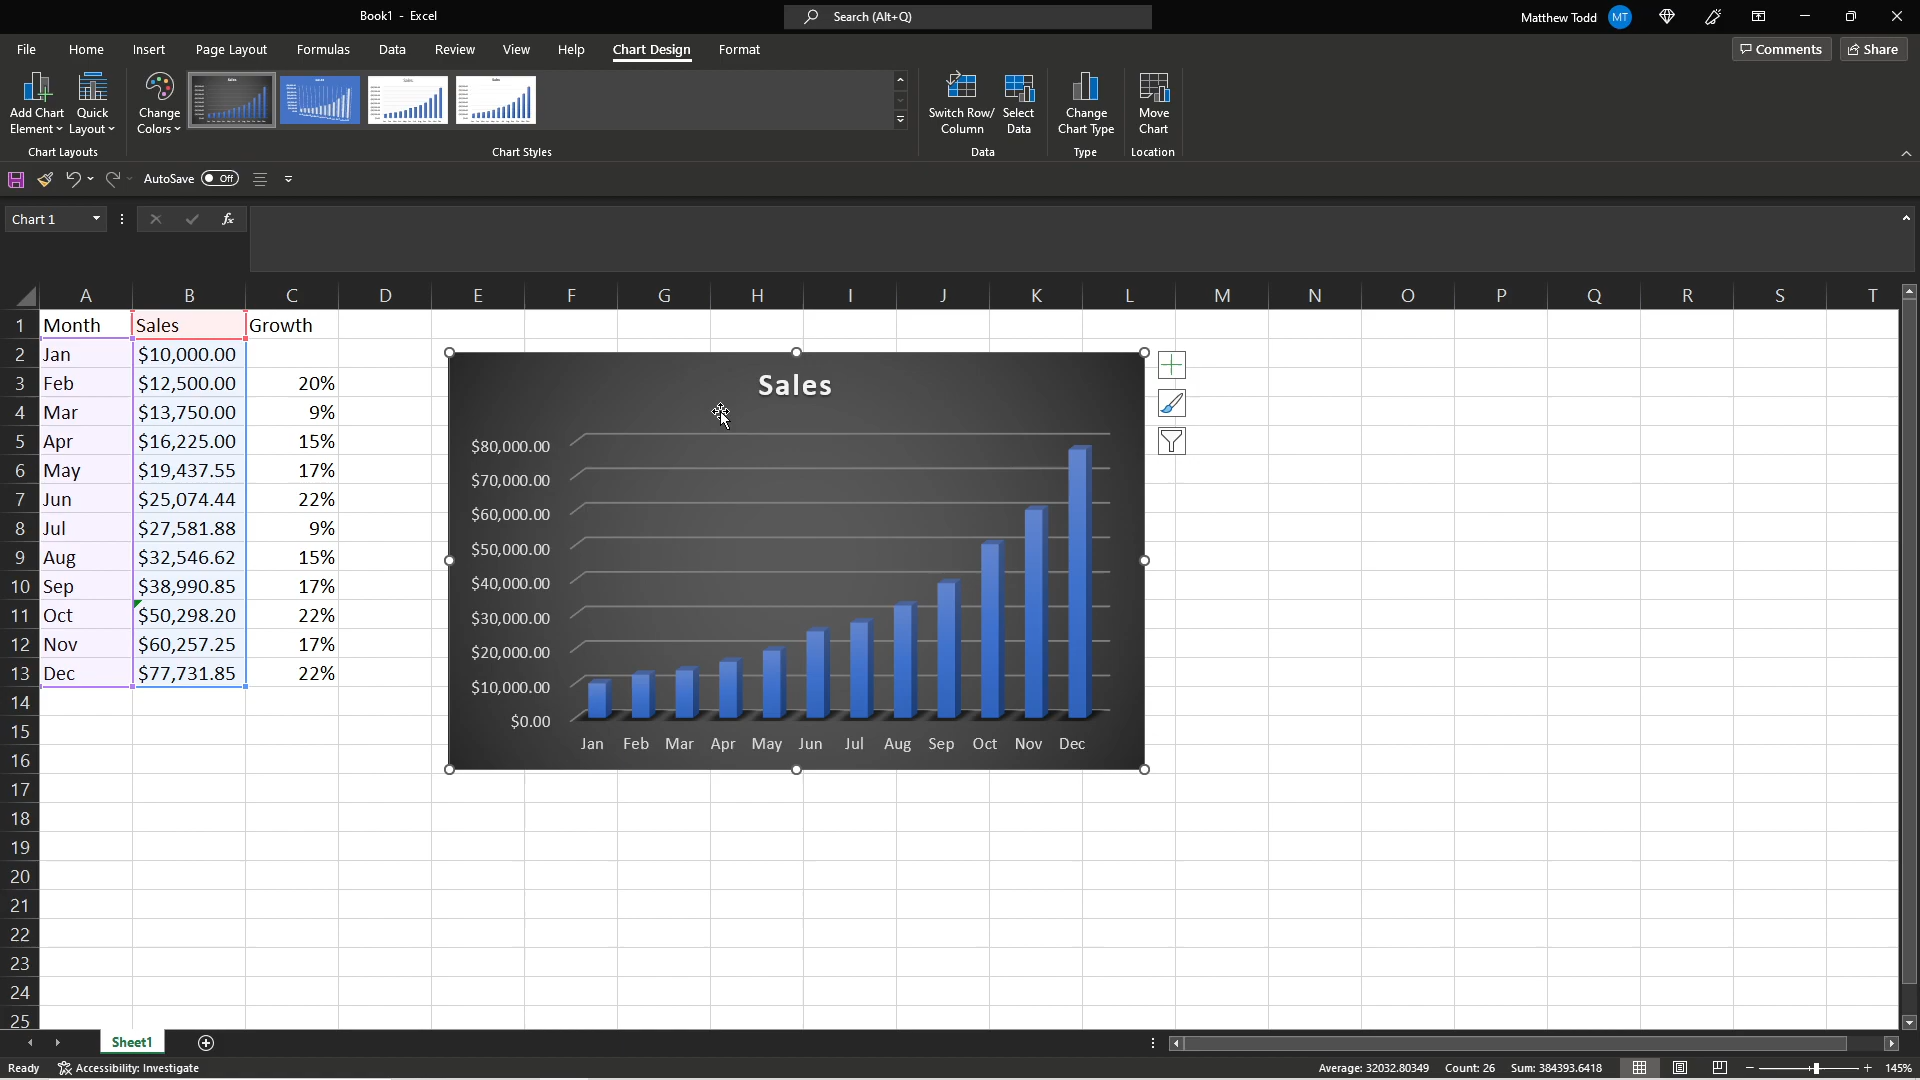 Book1 - Excel
Search (Alt+Q)
Matthew Todd MT
File Home Insert Page Layout Formulas Data Review View Help Chart Design Format
Comments Share
Add Chart Element
Quick Layout
Change Colors
Switch Row/ Column
Select Data
Change Chart Type
Move Chart
Chart Layouts Chart Styles Data Type Location
AutoSave Off
Chart 1 fx
A B C D E F G H I J K L M N O P Q R S T
1 Month Sales Growth
2 Jan $10,000.00
3 Feb $12,500.00 20%
4 Mar $13,750.00 9%
5 Apr $16,225.00 15%
6 May $19,437.55 17%
7 Jun $25,074.44 22%
8 Jul $27,581.88 9%
9 Aug $32,546.62 15%
10 Sep $38,990.85 17%
11 Oct $50,298.20 22%
12 Nov $60,257.25 17%
13 Dec $77,731.85 22%
14
15
16
17
18
19
20
21
22
23
24
25
Sales
$80,000.00
$70,000.00
$60,000.00
$50,000.00
$40,000.00
$30,000.00
$20,000.00
$10,000.00
$0.00
Jan Feb Mar Apr May Jun Jul Aug Sep Oct Nov Dec
Sheet1
Ready Accessibility: Investigate Average: 32032.80349 Count: 26 Sum: 384393.6418 145%